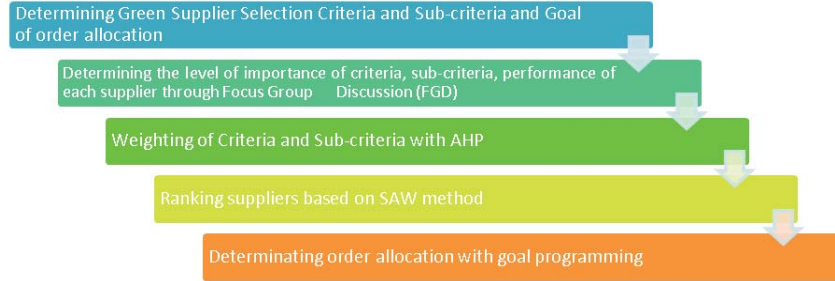 Determining Green Supplier Selection Criteria and Sub-criteria and Goal
of order allocation
Determining the level of importance of criteria, sub-criteria, performance of
each supplier through Focus Group Discussion (FGD)
Weighting of Criteria and Sub-criteria with AHP
Ranking suppliers based on SAW method
Determinating order allocation with goal programming